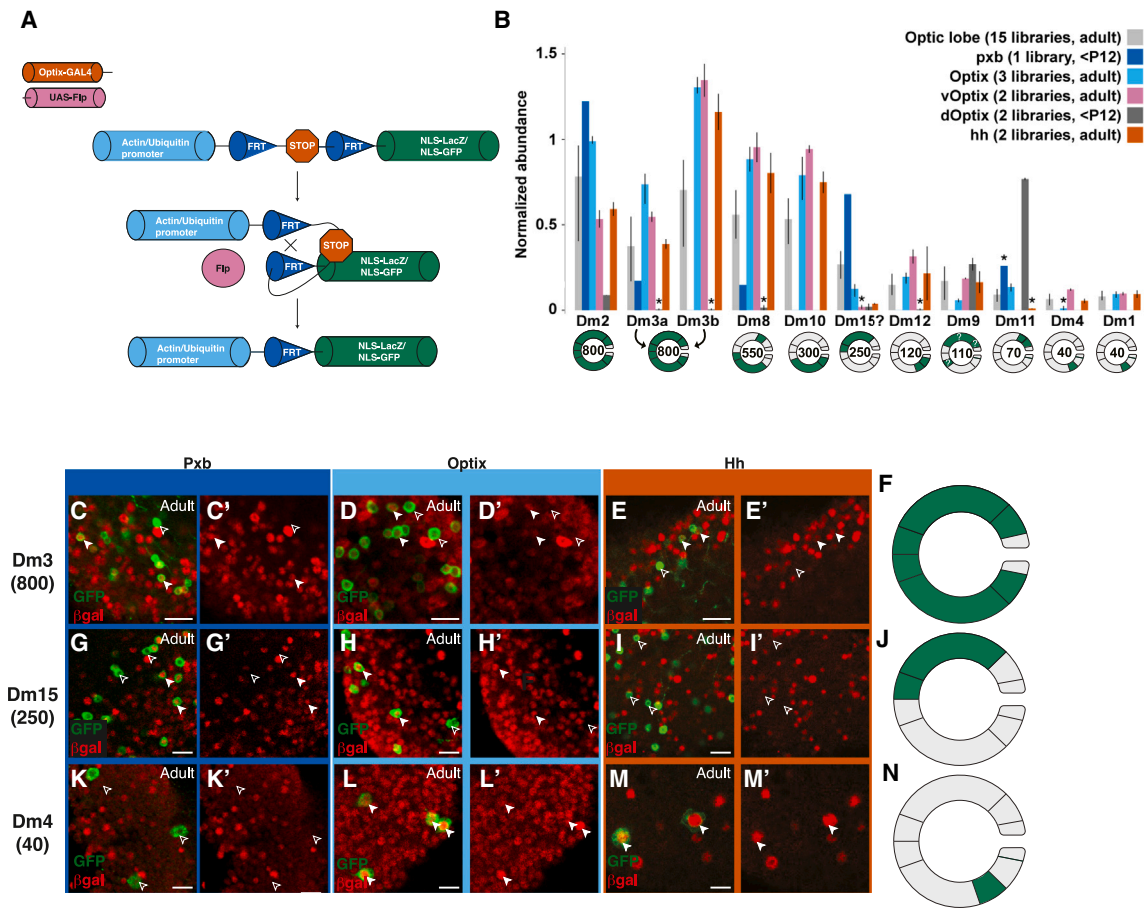 A
Optix-GAL4
UAS-Flp
Actin/Ubiquitin
promoter
FRT
STOP
FRT
NLS-LacZ/
NLS-GFP
Actin/Ubiquitin
promoter
FRT
STOP
Flp
FRT
NLS-LacZ/
NLS-GFP
Actin/Ubiquitin
promoter
FRT
NLS-LacZ/
NLS-GFP
B
Optic lobe (15 libraries, adult)
pxb (1 library, <P12)
Optix (3 libraries, adult)
vOptix (2 libraries, adult)
dOptix (2 libraries, <P12)
hh (2 libraries, adult)
Normalized abundance
1.5
1
0.5
0
* * * * * * * *
Dm2 Dm3a Dm3b Dm8 Dm10 Dm15? Dm12 Dm9 Dm11 Dm4 Dm1
800 800 550 300 250 120 110 70 40 40
? ? ?
Pxb Optix Hh
Dm3
(800)
C Adult
GFP
βgal
C'
D Adult
GFP
βgal
D'
E Adult
GFP
βgal
E'
F
Dm15
(250)
G Adult
GFP
βgal
G'
H Adult
GFP
βgal
H'
I Adult
GFP
βgal
I'
J
Dm4
(40)
K Adult
GFP
βgal
K'
L Adult
GFP
βgal
L'
M Adult
GFP
βgal
M'
N